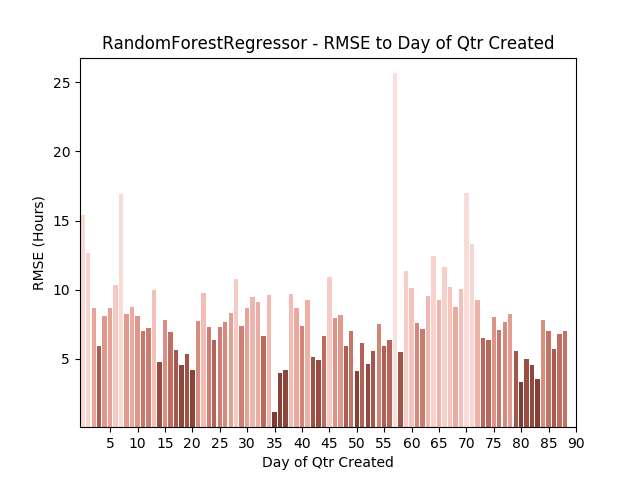 RandomForestRegressor - RMSE to Day of Qtr Created
25
20
15
10
5
RMSE (Hours)
5 10 15 20 25 30 35 40 45 50 55 60 65 70 75 80 85 90
Day of Qtr Created